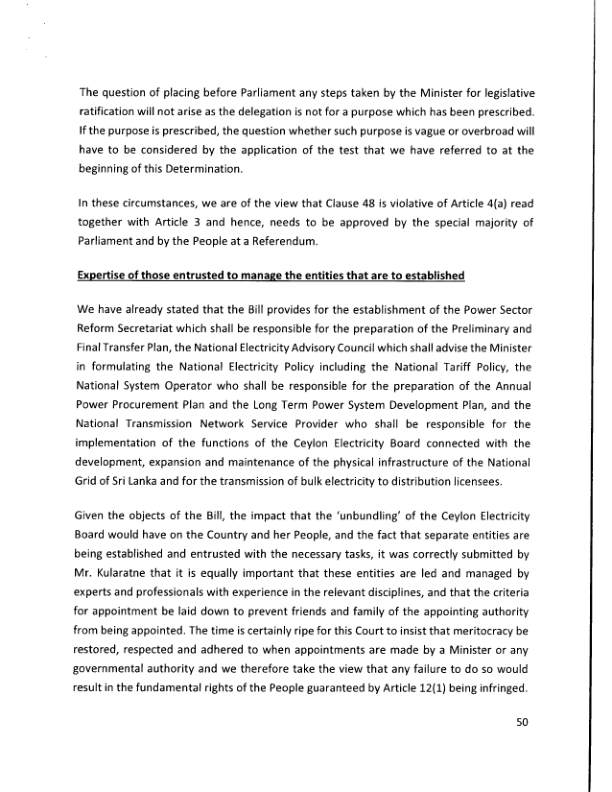 The question of placing before Parliament any steps taken by the Minister for legislative
ratification will not arise as the delegation is not for a purpose which has been prescribed.
If the purpose is prescribed, the question whether such purpose is vague or overbroad will
have to be considered by the application of the test that we have referred to at the
beginning of this Determination.
In these circumstances, we are of the view that Clause 48 is violative of Article 4(a) read
together with Article 3 and hence, needs to be approved by the special majority of
Parliament and by the People at a Referendum.
Expertise of those entrusted to manage the entities that are to established
We have already stated that the Bill provides for the establishment of the Power Sector
Reform Secretariat which shall be responsible for the preparation of the Preliminary and
Final Transfer Plan, the National Electricity Advisory Council which shall advise the Minister
in formulating the National Electricity Policy including the National Tariff Policy, the
National System Operator who shall be responsible for the preparation of the Annual
Power Procurement Plan and the Long Term Power System Development Plan, and the
National Transmission Network Service Provider who shall be responsible for the
implementation of the functions of the Ceylon Electricity Board connected with the
development, expansion and maintenance of the physical infrastructure of the National
Grid of Sri Lanka and for the transmission of bulk electricity to distribution licensees.
Given the objects of the Bill, the impact that the ‘unbundling’ of the Ceylon Electricity
Board would have on the Country and her People, and the fact that separate entities are
being established and entrusted with the necessary tasks, it was correctly submitted by
Mr. Kularatne that it is equally important that these entities are led and managed by
experts and professionals with experience in the relevant disciplines, and that the criteria
for appointment be laid down to prevent friends and family of the appointing authority
from being appointed. The time is certainly ripe for this Court to insist that meritocracy be
restored, respected and adhered to when appointments are made by a Minister or any
governmental authority and we therefore take the view that any failure to do so would
result in the fundamental rights of the People guaranteed by Article 12(1) being infringed.
50